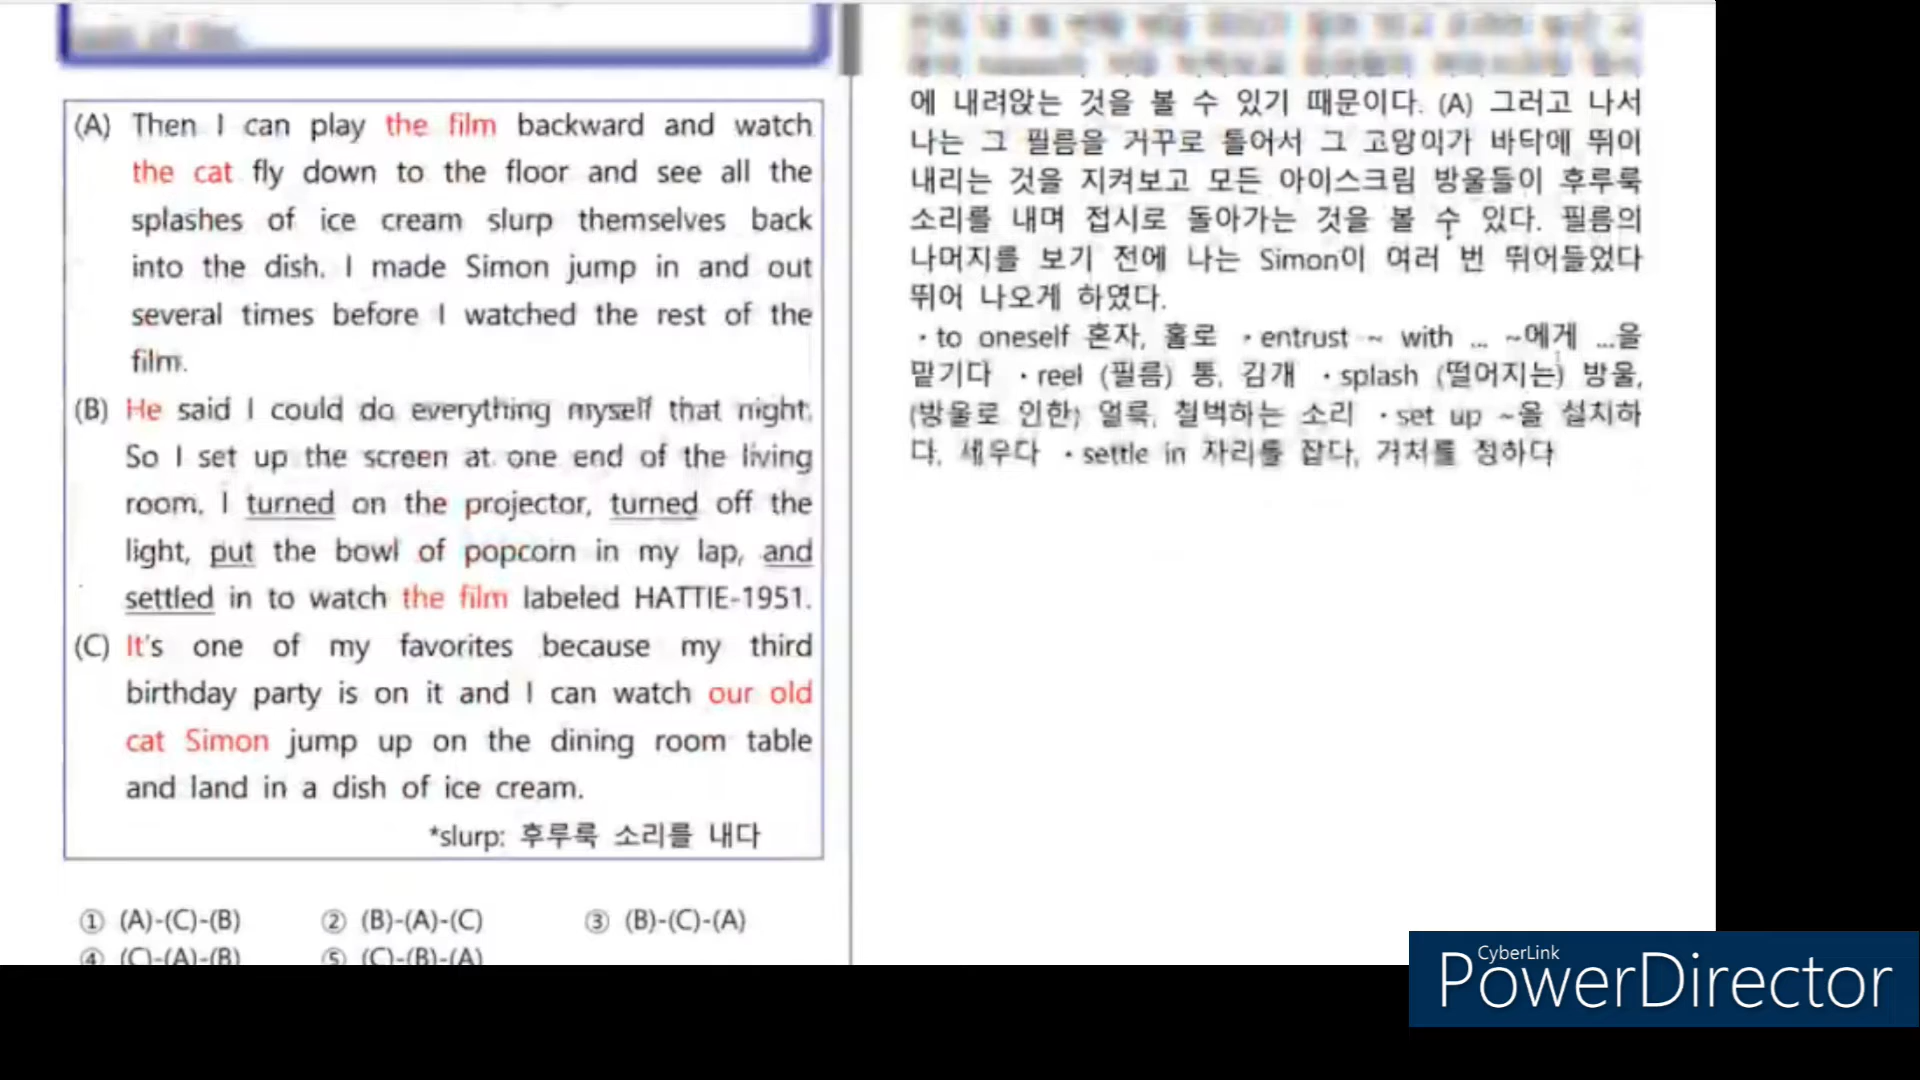 (A) Then I can play the film backward and watch
the cat fly down to the floor and see all the
splashes of ice cream slurp themselves back
into the dish. I made Simon jump in and out
several times before I watched the rest of the
film.
(B) He said I could do everything myself that night.
So I set up the screen at one end of the living
room. I turned on the projector, turned off the
light, put the bowl of popcorn in my lap, and
settled in to watch the film labeled HATTIE-1951.
(C) It's one of my favorites because my third
birthday party is on it and I can watch our old
cat Simon jump up on the dining room table
and land in a dish of ice cream.
*slurp: 후루룩 소리를 내다
① (A)-(C)-(B) ② (B)-(A)-(C) ③ (B)-(C)-(A)
④ (C)-(A)-(B) ⑤ (C)-(B)-(A)
에 내려앉는 것을 볼 수 있기 때문이다. (A) 그러고 나서
나는 그 필름을 거꾸로 틀어서 그 고양이가 바닥에 뛰어
내리는 것을 지켜보고 모든 아이스크림 방울들이 후루룩
소리를 내며 접시로 돌아가는 것을 볼 수 있다. 필름의
나머지를 보기 전에 나는 Simon이 여러 번 뛰어들었다
뛰어 나오게 하였다.
· to oneself 혼자, 홀로 · entrust ~ with ... ~에게 ...을
맡기다 · reel (필름) 통, 감개 · splash (떨어지는) 방울,
(방울로 인한) 얼룩, 철벅하는 소리 · set up ~을 설치하
다, 세우다 · settle in 자리를 잡다, 거처를 정하다
CyberLink
PowerDirector